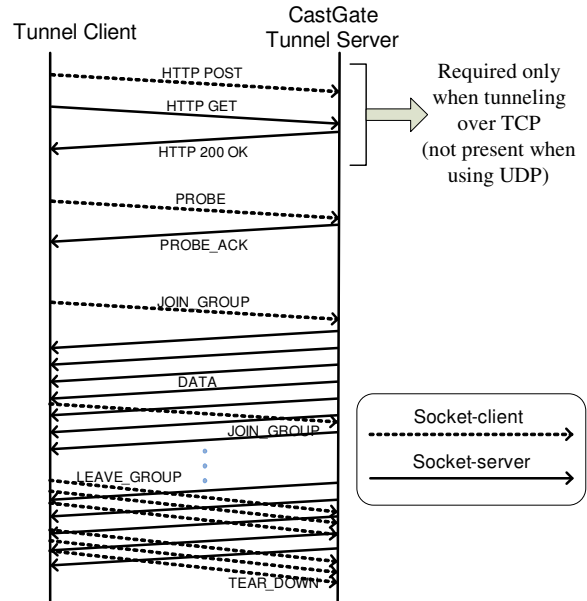 Tunnel Client
CastGate
Tunnel Server
HTTP POST
HTTP GET
HTTP 200 OK
Required only
when tunneling
over TCP
(not present when
using UDP)
PROBE
PROBE_ACK
JOIN_GROUP
DATA
JOIN_GROUP
Socket-client
Socket-server
LEAVE_GROUP
TEAR_DOWN